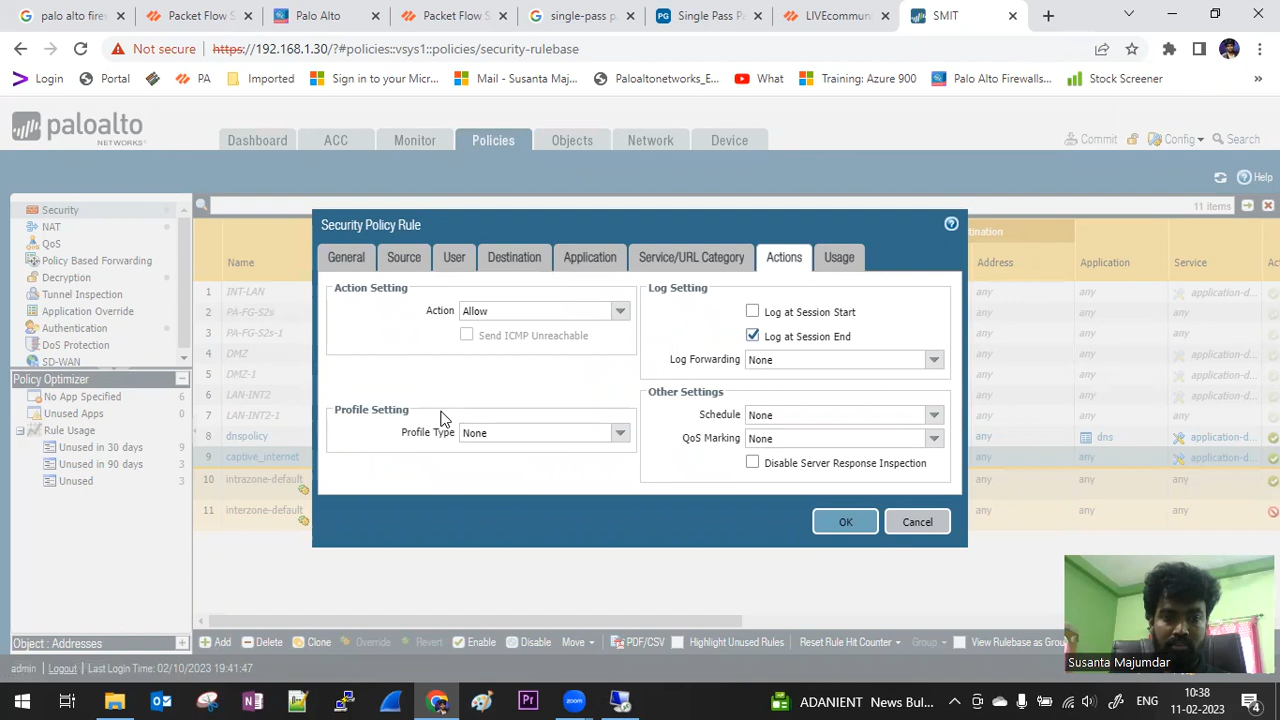 palo alto fires
Packet Flow S
Palo Alto
Packet Flow
single-pass p
Single Pass Pa
LIVEcommun
SMIT
Not secure
https://192.168.1.30/?#policies::vsys1::policies/security-rulebase
Login
Portal
PA
Imported
Sign in to your Micr...
Mail - Susanta Maj...
Paloaltonetworks_E...
What
Training: Azure 900
Palo Alto Firewalls...
Stock Screener
»
paloalto
NETWORKS
Dashboard
ACC
Monitor
Policies
Objects
Network
Device
Commit
Config
Search
Help
Security
NAT
QoS
Policy Based Forwarding
Decryption
Tunnel Inspection
Application Override
Authentication
DoS Protection
SD-WAN
Policy Optimizer
No App Specified 6
Unused Apps 0
Rule Usage
Unused in 30 days 3
Unused in 90 days 3
Unused 3
Object : Addresses
11 items
tination
Name
Address
Application
Service
Ac
1 INT-LAN any any application-d...
2 PA-FG-S2s any any any
3 PA-FG-S2s-1 any any any
4 DMZ any any application-d...
5 DMZ-1 any any application-d...
6 LAN-INT2 any any application-d...
7 LAN-INT2-1 any any application-d...
8 dnspolicy any dns application-d...
9 captive_internet any any application-d...
10 intrazone-default any any any
11 interzone-default any any any
Security Policy Rule
General
Source
User
Destination
Application
Service/URL Category
Actions
Usage
Action Setting
Action Allow
Send ICMP Unreachable
Profile Setting
Profile Type None
Log Setting
Log at Session Start
Log at Session End
Log Forwarding None
Other Settings
Schedule None
QoS Marking None
Disable Server Response Inspection
OK
Cancel
Add
Delete
Clone
Override
Revert
Enable
Disable
Move
PDF/CSV
Highlight Unused Rules
Reset Rule Hit Counter
Group
View Rulebase as Grou
admin | Logout | Last Login Time: 02/10/2023 19:41:47
Susanta Majumdar
ADANIENT News Bul...
ENG
10:38
11-02-2023
4